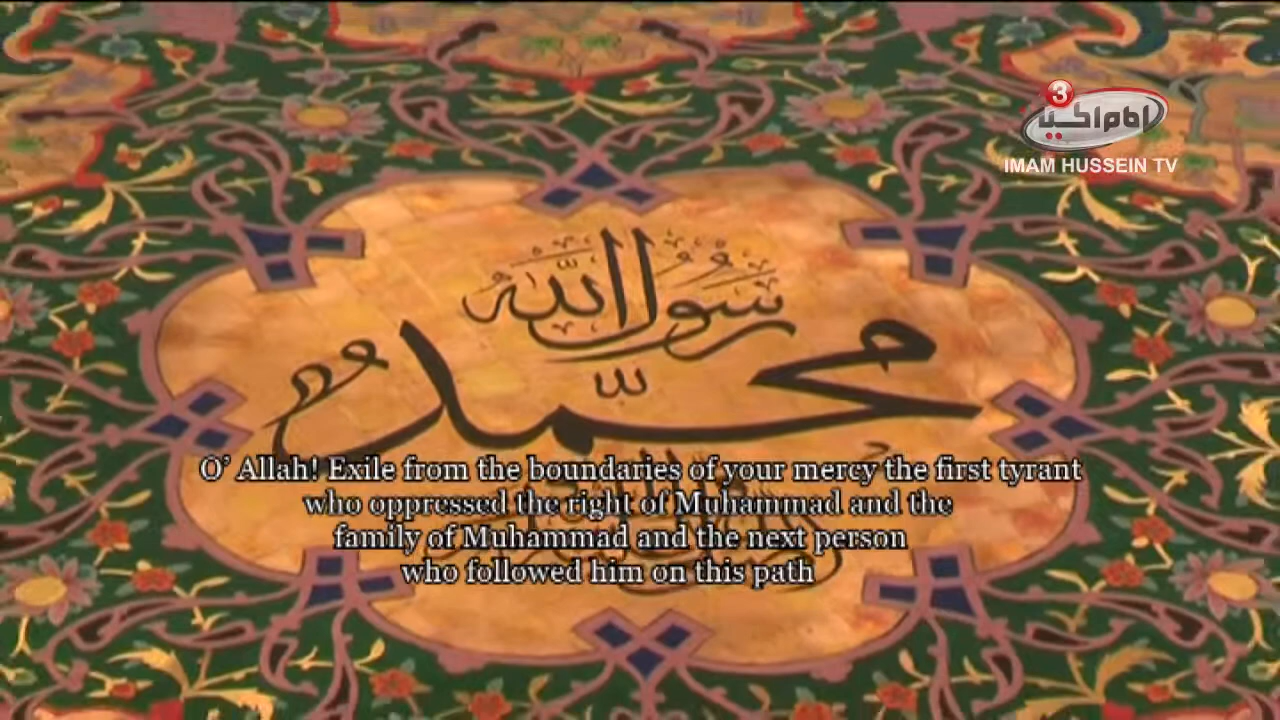 3
IMAM HUSSEIN TV
رسول الله
محمد
O' Allah! Exile from the boundaries of your mercy the first tyrant
who oppressed the right of Muhammad and the
family of Muhammad and the next person
who followed him on this path